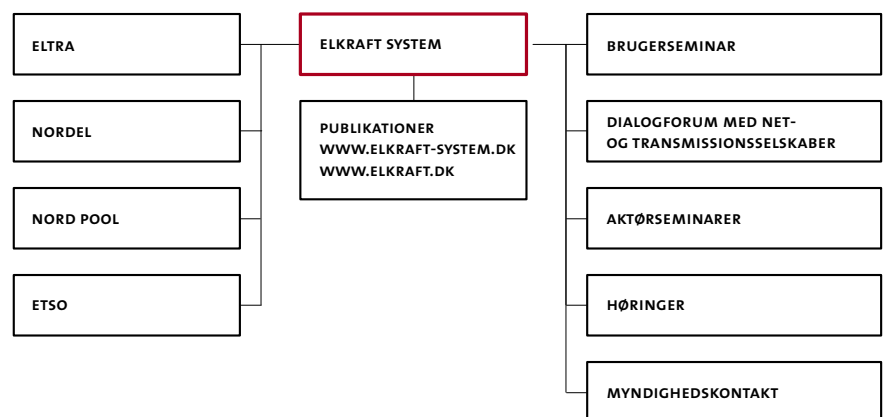 ELTRA
NORDEL
NORD POOL
ETSO
ELKRAFT SYSTEM
PUBLIKATIONER
WWW.ELKRAFT-SYSTEM.DK
WWW.ELKRAFT.DK
BRUGERSEMINAR
DIALOGFORUM MED NET-
OG TRANSMISSIONSSELSKABER
AKTØRSEMINARER
HØRINGER
MYNDIGHEDSKONTAKT